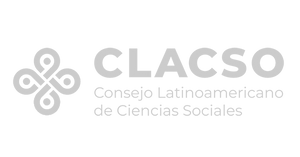 CLACSO
Consejo Latinoamericano
de Ciencias Sociales